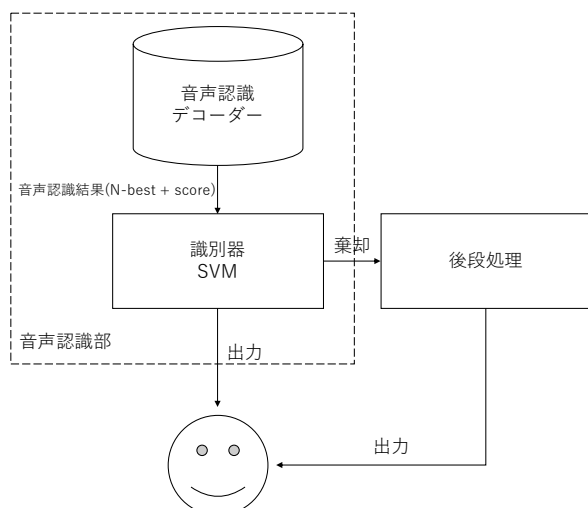 音声認識
デコーダー
音声認識結果(N-best + score)
識別器
SVM
棄却
後段処理
音声認識部
出力
出力